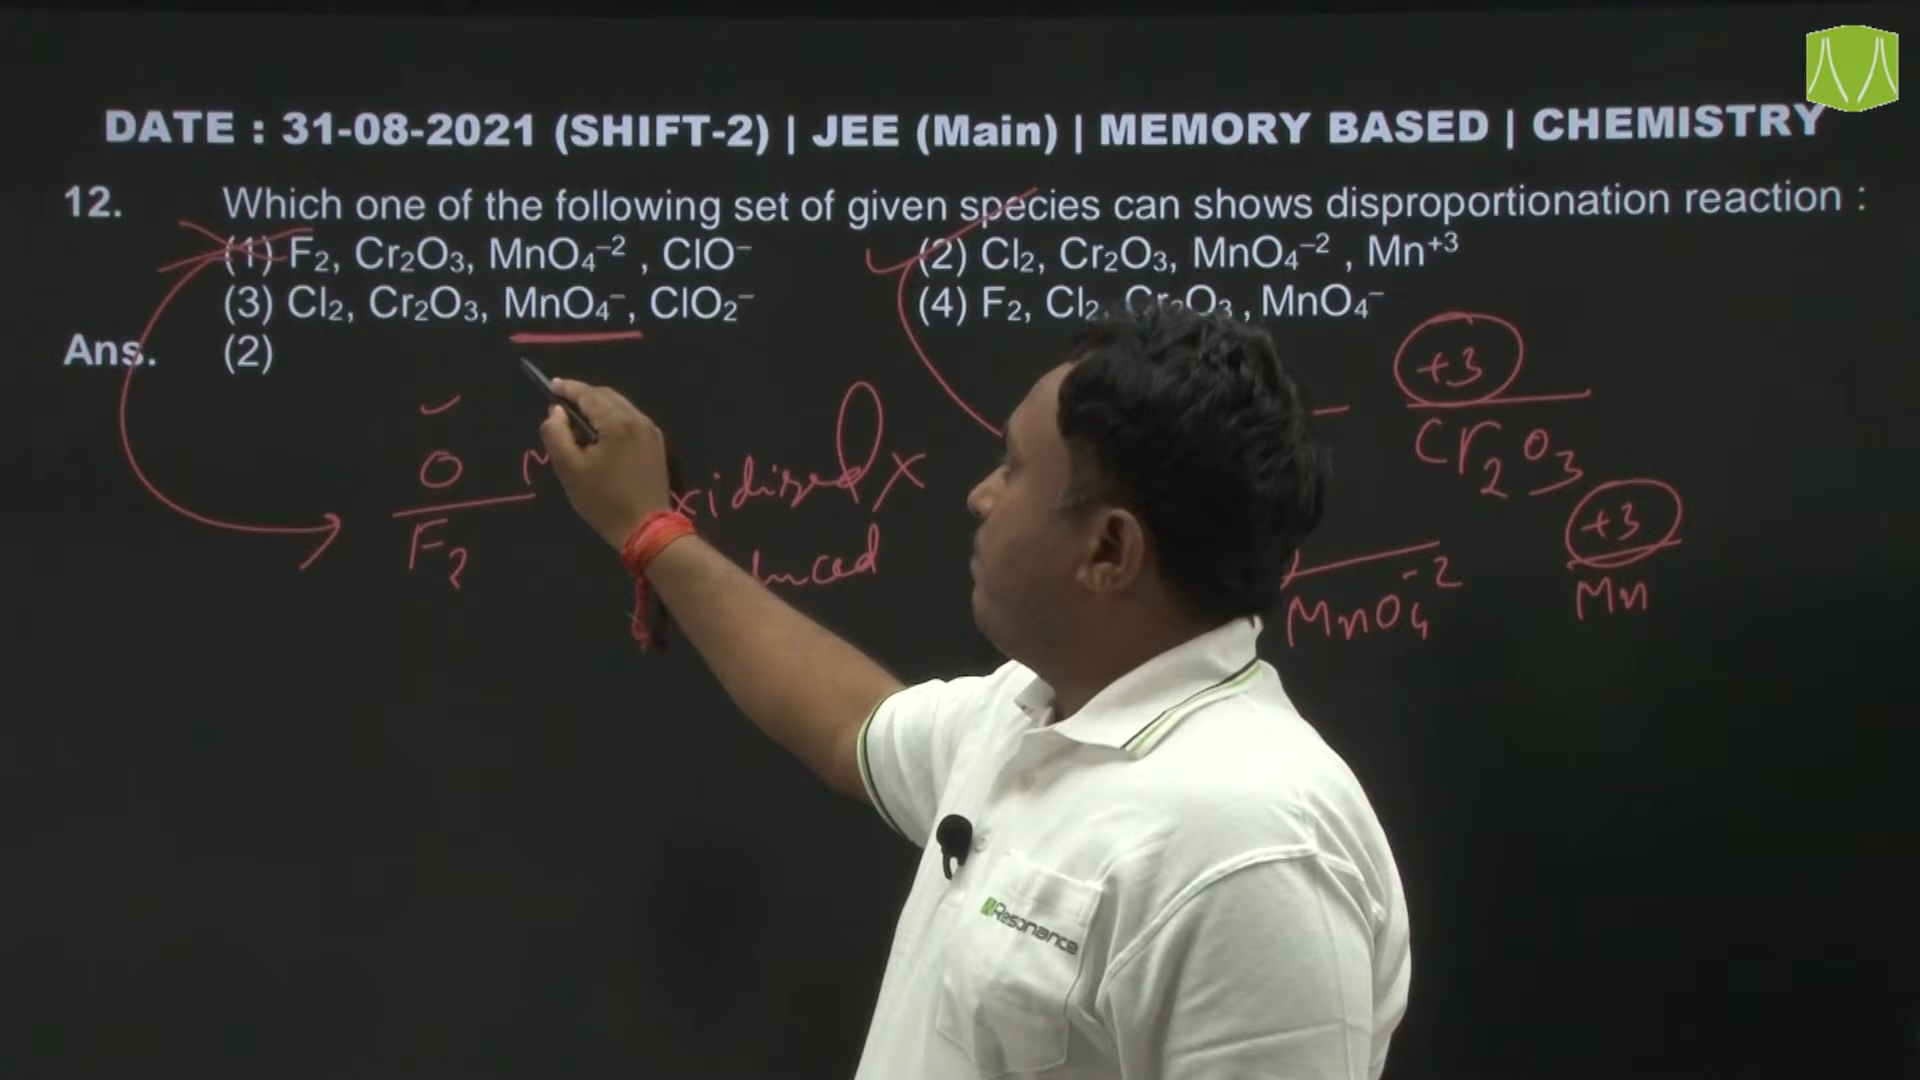 DATE : 31-08-2021 (SHIFT-2) | JEE (Main) | MEMORY BASED | CHEMISTRY
12. Which one of the following set of given species can shows disproportionation reaction :
(1) F₂, Cr₂O₃, MnO₄⁻² , ClO⁻ (2) Cl₂, Cr₂O₃, MnO₄⁻² , Mn⁺³
(3) Cl₂, Cr₂O₃, MnO₄⁻, ClO₂⁻ (4) F₂, Cl₂, Cr₂O₃ , MnO₄⁻
Ans. (2)
+3
Cr₂O₃
0
F₂
xidized x
uced
MnO₄⁻²
+3
Mn
Resonance